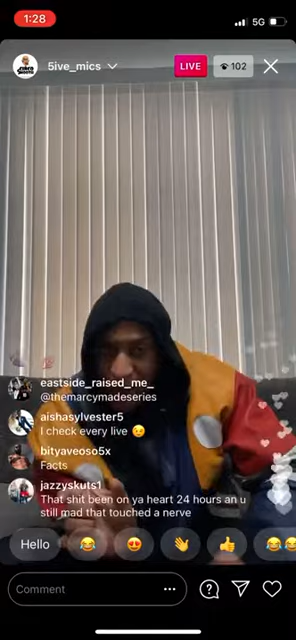 1:28
5G
5ive_mics
LIVE
102
eastside_raised_me_
@themarcymadeseries
aishasylvester5
I check every live 😉
bityaveoso5x
Facts
jazzyskuts1
That shit been on ya heart 24 hours an u
still mad that touched a nerve
Hello
Comment